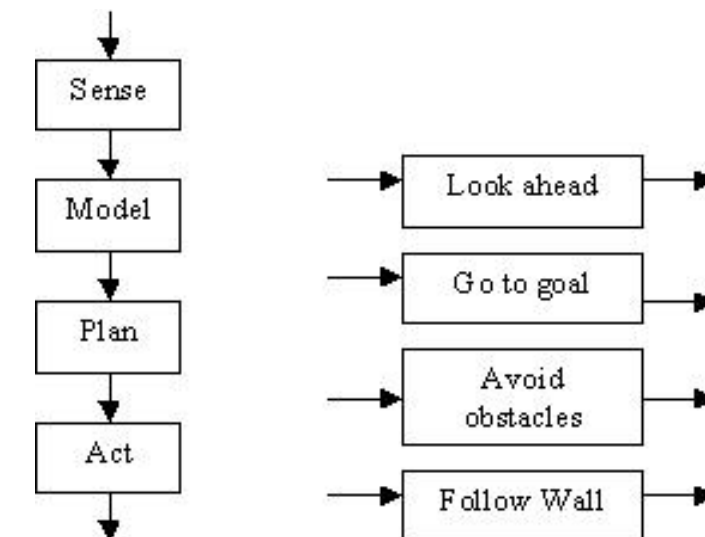 Sense
Model
Plan
Act
Look ahead
Go to goal
Avoid
obstacles
Follow Wall